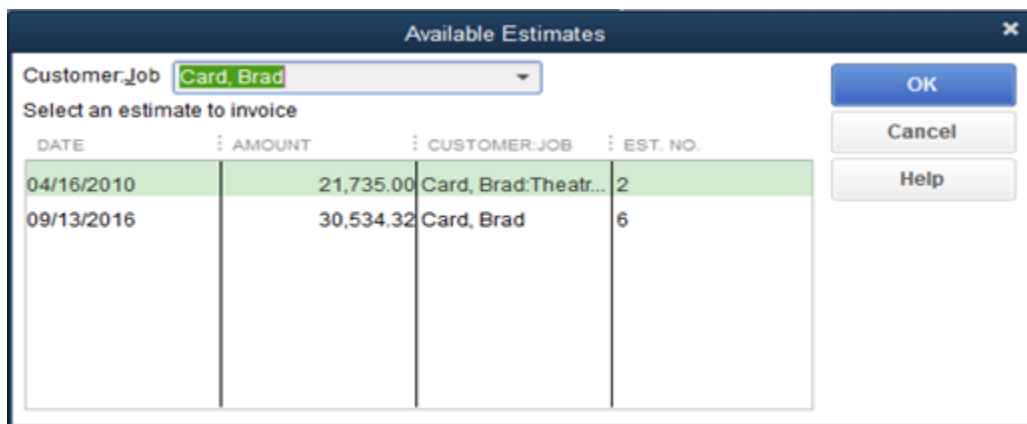 Available Estimates
Customer:Job Card, Brad
OK
Select an estimate to invoice
Cancel
DATE AMOUNT CUSTOMER:JOB EST. NO.
Help
04/16/2010 21,735.00 Card, Brad:Theatr... 2
09/13/2016 30,534.32 Card, Brad 6